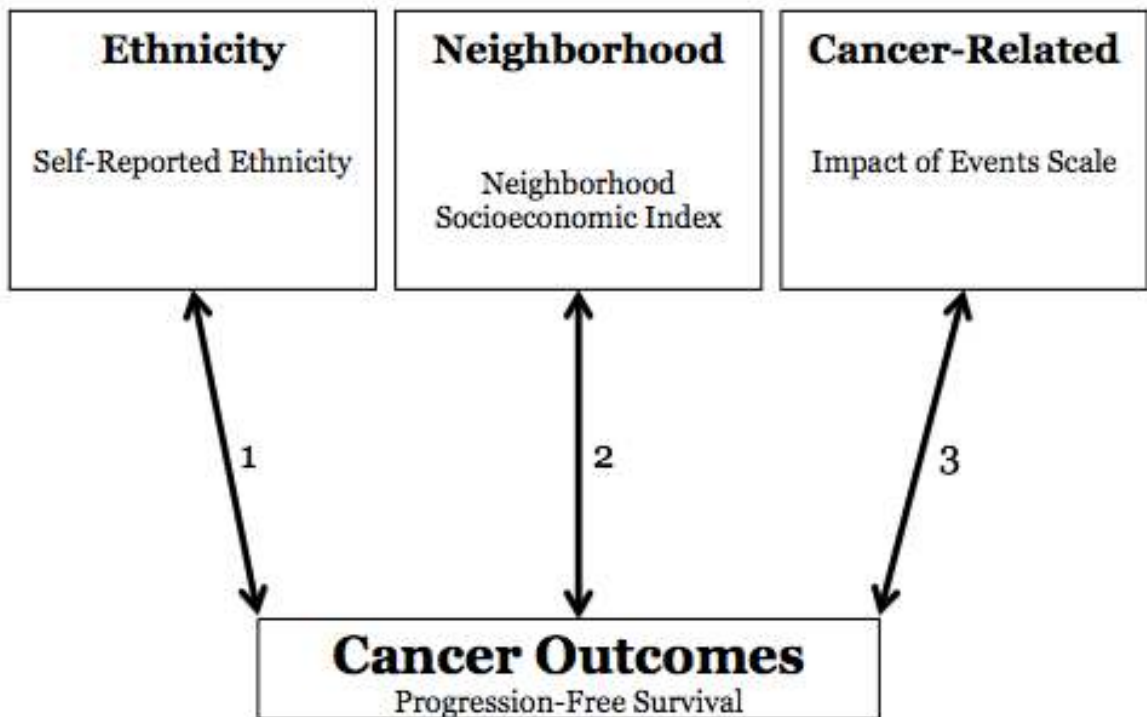 Ethnicity
Self-Reported Ethnicity
Neighborhood
Neighborhood
Socioeconomic Index
Cancer-Related
Impact of Events Scale
1
2
3
Cancer Outcomes
Progression-Free Survival